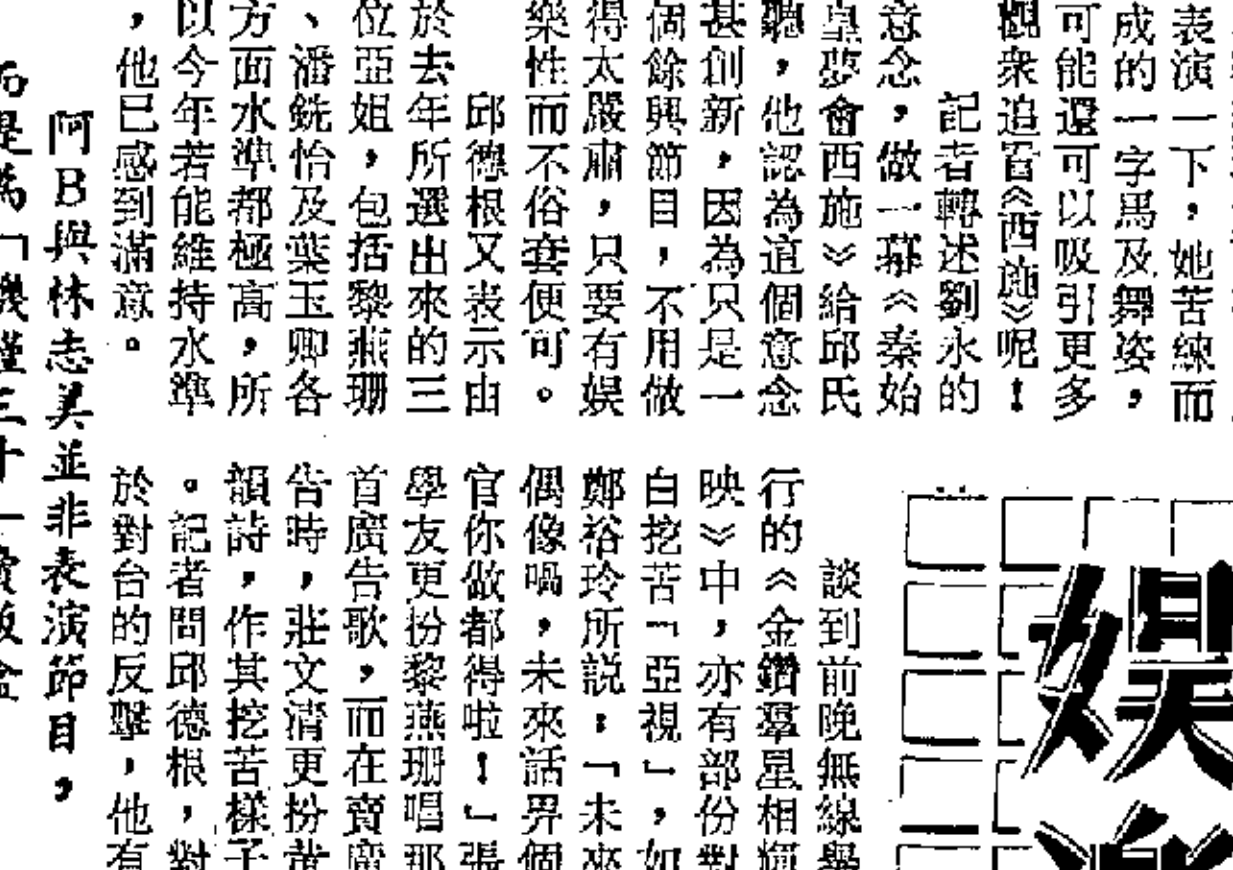 表演一下，她苦練而
成的一字馬及舞姿，
可能還可以吸引更多
觀衆追看《西施》呢！
記者轉述劉永的
意念，做一幕《秦始
皇夢會西施》給邱氏
聽，他認為這個意念
甚創新，因為只是一
個餘興節目，不用做
得太嚴肅，只要有娱
樂性而不俗套便可。
邱德根又表示由
於去年所選出來的三
位亞姐，包括黎燕珊
、潘銑怡及葉玉卿各
方面水準都極高，所
以今年若能維持水準
，他已感到滿意。
娱樂
談到前晚無線舉
行的《金鑽羣星相輝
映》中，亦有部份對
白挖苦「亞視」，如
鄭裕玲所説：「未來
偶像喎，未來話畀個
官你做都得啦！」張
學友更扮黎燕珊唱那
首廣告歌，而在賣廣
告時，莊文清更扮黄
韻詩，作其挖苦樣子
。記者問邱德根，對
於對台的反擊，他有
阿B與林志美並非表演節目，
而是為「饑饉三十」賣飯盒